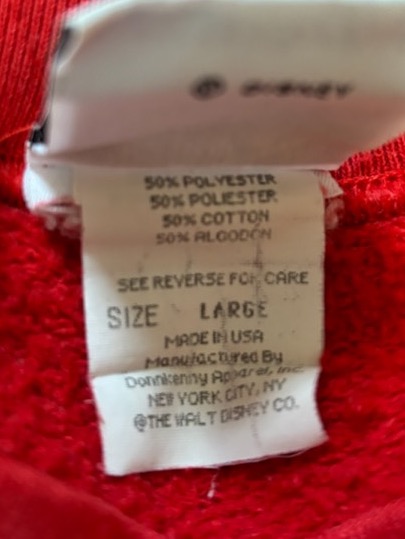 © DISNEY
50% POLYESTER
50% POLIESTER
50% COTTON
50% ALGODON
SEE REVERSE FOR CARE
SIZE LARGE
MADE IN USA
Manufactured By
Donnkenny Apparel, Inc.
NEW YORK CITY, NY
@THE WALT DISNEY CO.